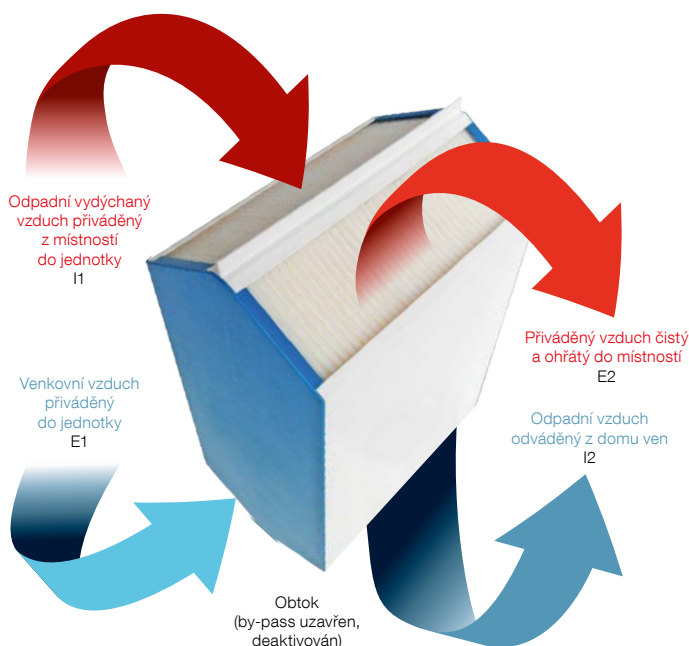 Odpadní vydýchaný
vzduch přiváděný
z místností
do jednotky
I1
Přiváděný vzduch čistý
a ohřátý do místností
E2
Venkovní vzduch
přiváděný
do jednotky
E1
Odpadní vzduch
odváděný z domu ven
I2
Obtok
(by-pass uzavřen,
deaktivován)